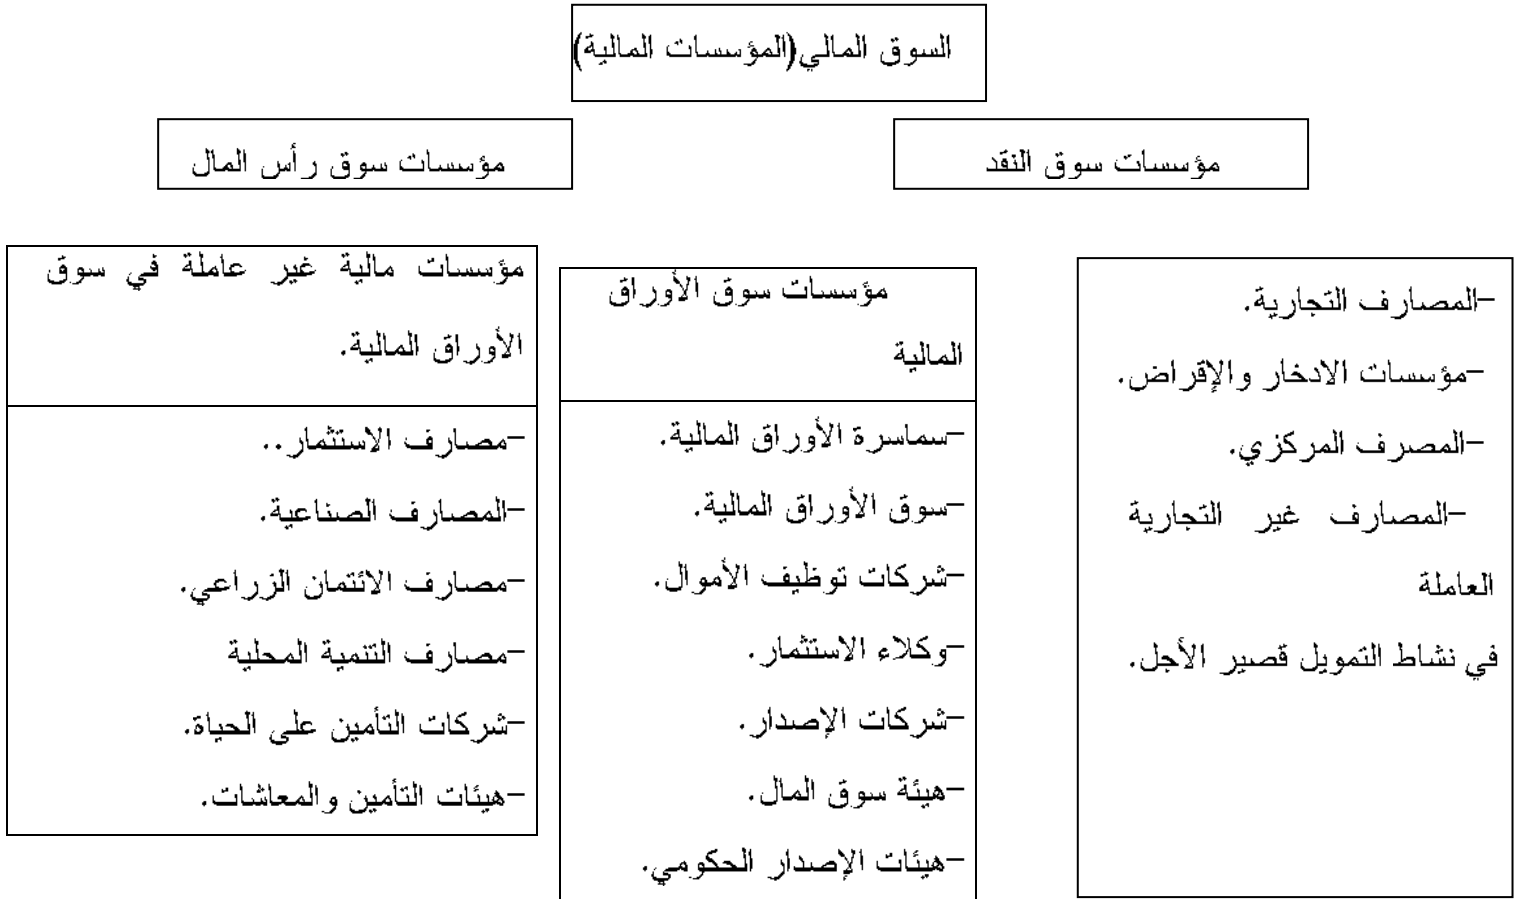 السوق المالي(المؤسسات المالية)
مؤسسات سوق النقد
مؤسسات سوق رأس المال
-المصارف التجارية.
-مؤسسات الادخار والإقراض.
-المصرف المركزي.
-المصارف غير التجارية
العاملة
في نشاط التمويل قصير الأجل.
مؤسسات سوق الأوراق
المالية
-سماسرة الأوراق المالية.
-سوق الأوراق المالية.
-شركات توظيف الأموال.
-وكلاء الاستثمار.
-شركات الإصدار.
-هيئة سوق المال.
-هيئات الإصدار الحكومي.
مؤسسات مالية غير عاملة في سوق
الأوراق المالية.
-مصارف الاستثمار..
-المصارف الصناعية.
-مصارف الائتمان الزراعي.
-مصارف التنمية المحلية
-شركات التأمين على الحياة.
-هيئات التأمين والمعاشات.